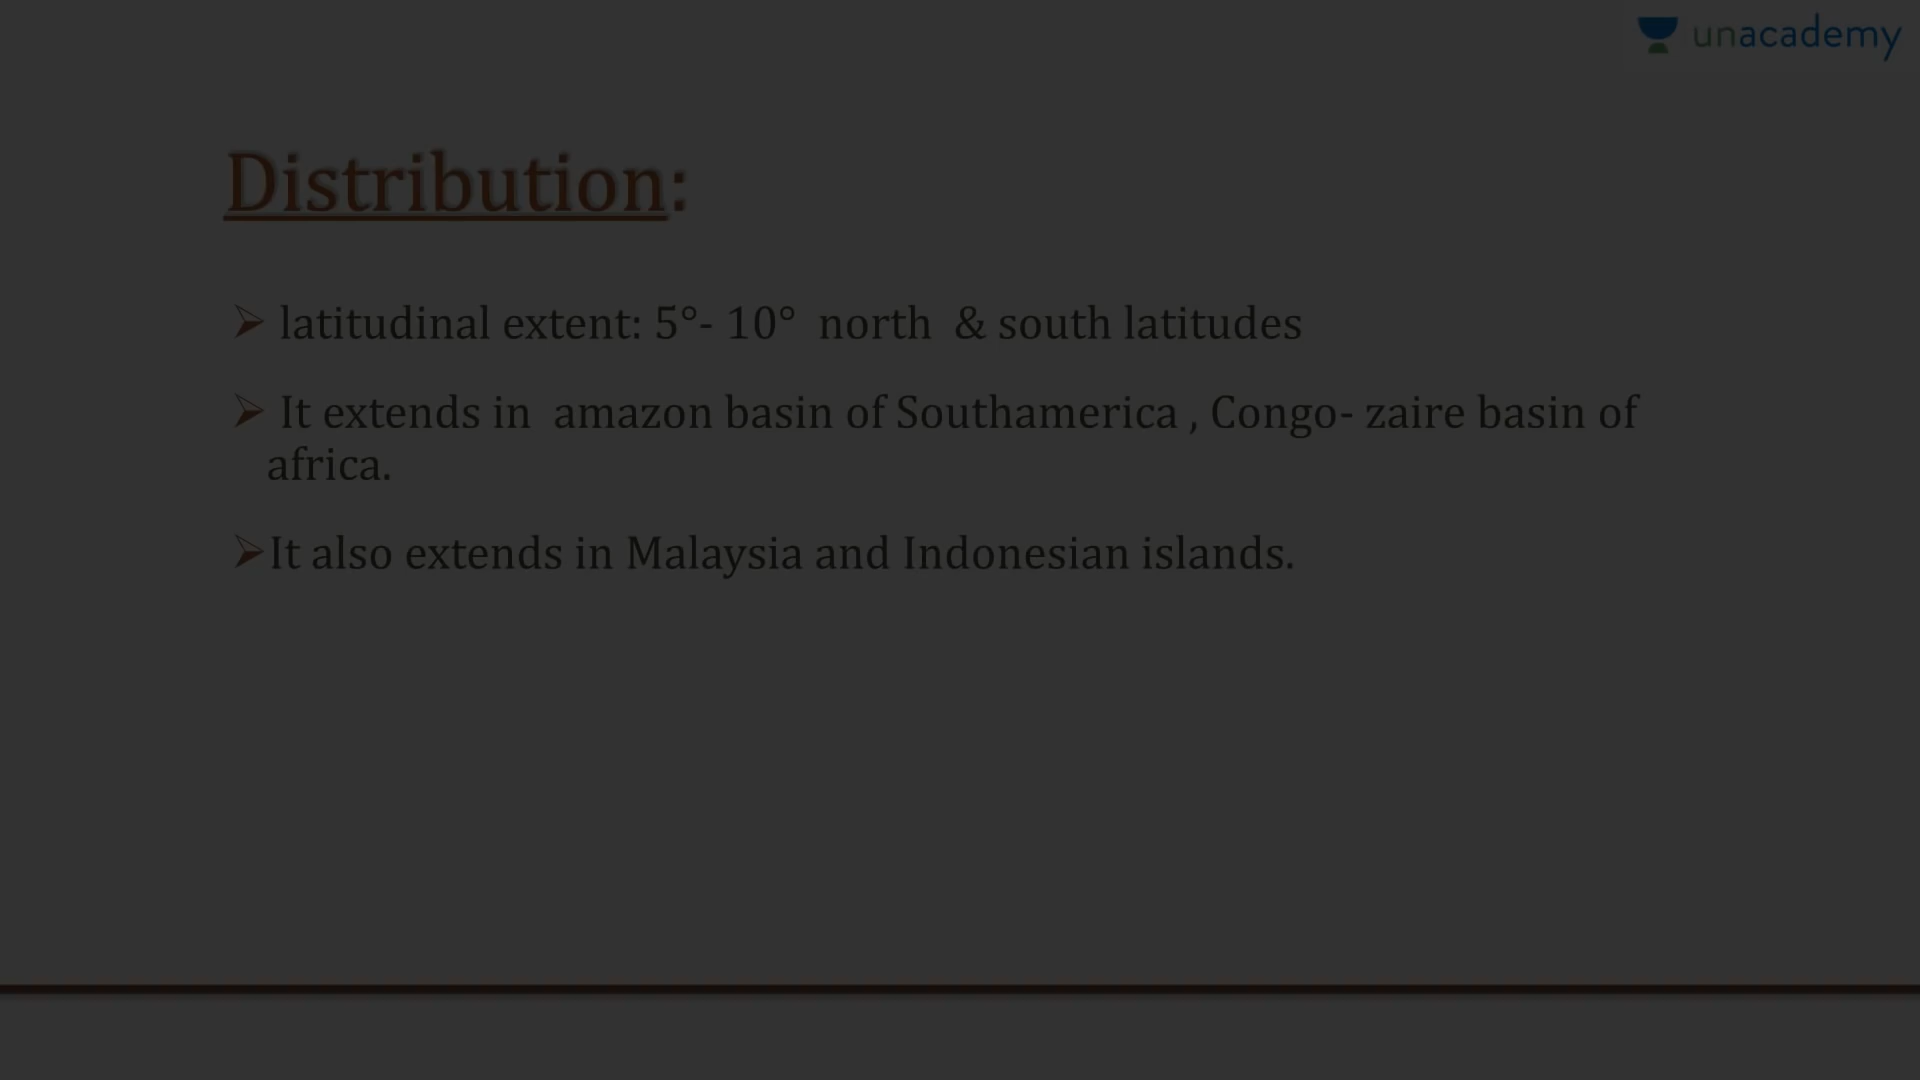 unacademy
Distribution:
➢ latitudinal extent: 5°- 10°  north  & south latitudes
➢ It extends in  amazon basin of Southamerica , Congo- zaire basin of
africa.
➢It also extends in Malaysia and Indonesian islands.